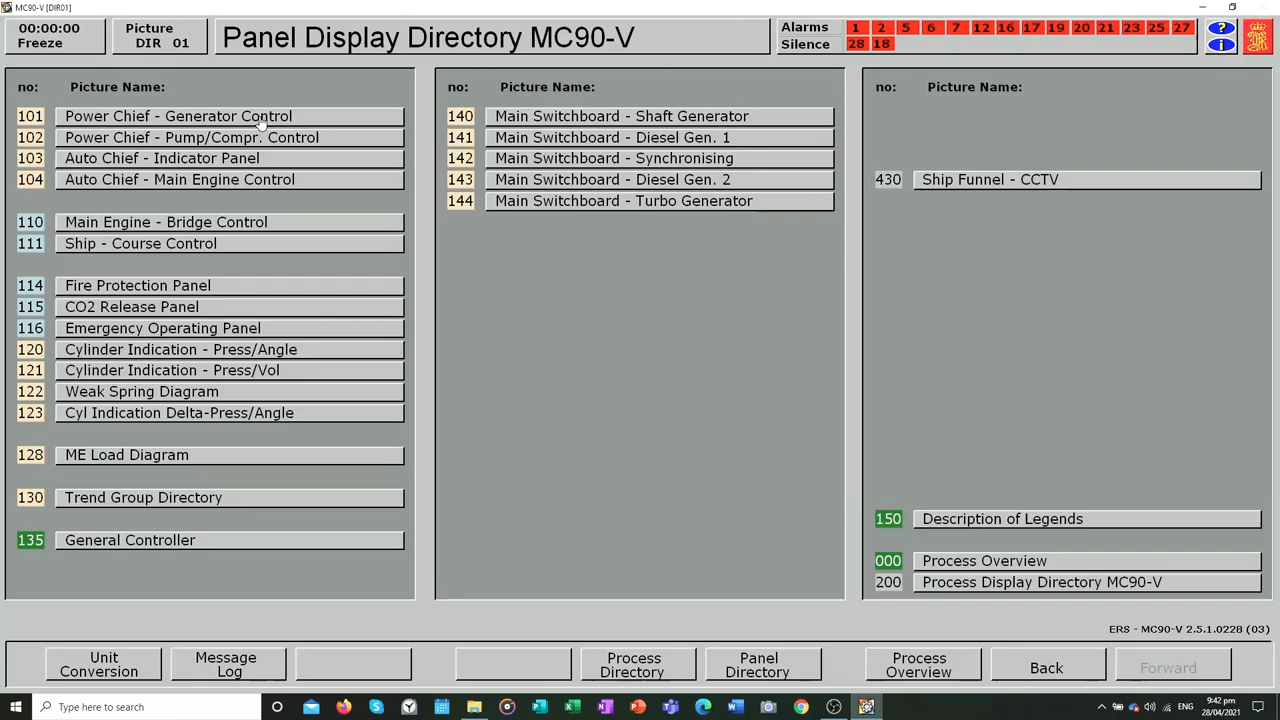 MC90-V [DIR01]
00:00:00
Freeze
Picture
DIR 01
Panel Display Directory MC90-V
Alarms
Silence
1 2 5 6 7 12 16 17 19 20 21 23 25 27
28 18
?
i
no: Picture Name:
101 Power Chief - Generator Control
102 Power Chief - Pump/Compr. Control
103 Auto Chief - Indicator Panel
104 Auto Chief - Main Engine Control
110 Main Engine - Bridge Control
111 Ship - Course Control
114 Fire Protection Panel
115 CO2 Release Panel
116 Emergency Operating Panel
120 Cylinder Indication - Press/Angle
121 Cylinder Indication - Press/Vol
122 Weak Spring Diagram
123 Cyl Indication Delta-Press/Angle
128 ME Load Diagram
130 Trend Group Directory
135 General Controller
no: Picture Name:
140 Main Switchboard - Shaft Generator
141 Main Switchboard - Diesel Gen. 1
142 Main Switchboard - Synchronising
143 Main Switchboard - Diesel Gen. 2
144 Main Switchboard - Turbo Generator
no: Picture Name:
430 Ship Funnel - CCTV
150 Description of Legends
000 Process Overview
200 Process Display Directory MC90-V
ERS - MC90-V 2.5.1.0228 (03)
Unit
Conversion
Message
Log
Process
Directory
Panel
Directory
Process
Overview
Back
Forward
Type here to search
ENG
9:42 pm
28/04/2021